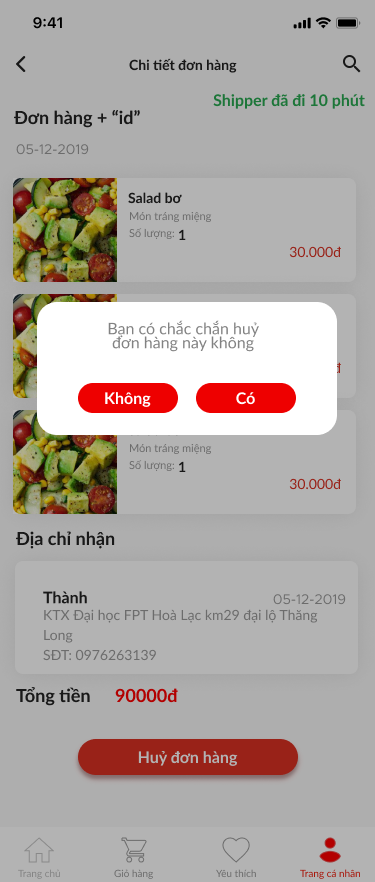 9:41
Chi tiết đơn hàng
Shipper đã đi 10 phút
Đơn hàng + “id”
05-12-2019
Salad bơ
Món tráng miệng
Số lượng: 1
30.000đ
Bạn có chắc chắn huỷ
đơn hàng này không
đ
Không
Có
Món tráng miệng
Số lượng: 1
30.000đ
Địa chỉ nhận
Thành
05-12-2019
KTX Đại học FPT Hoà Lạc km29 đại lộ Thăng
Long
SĐT: 0976263139
Tổng tiền 90000đ
Huỷ đơn hàng
Trang chủ
Giỏ hàng
Yêu thích
Trang cá nhân